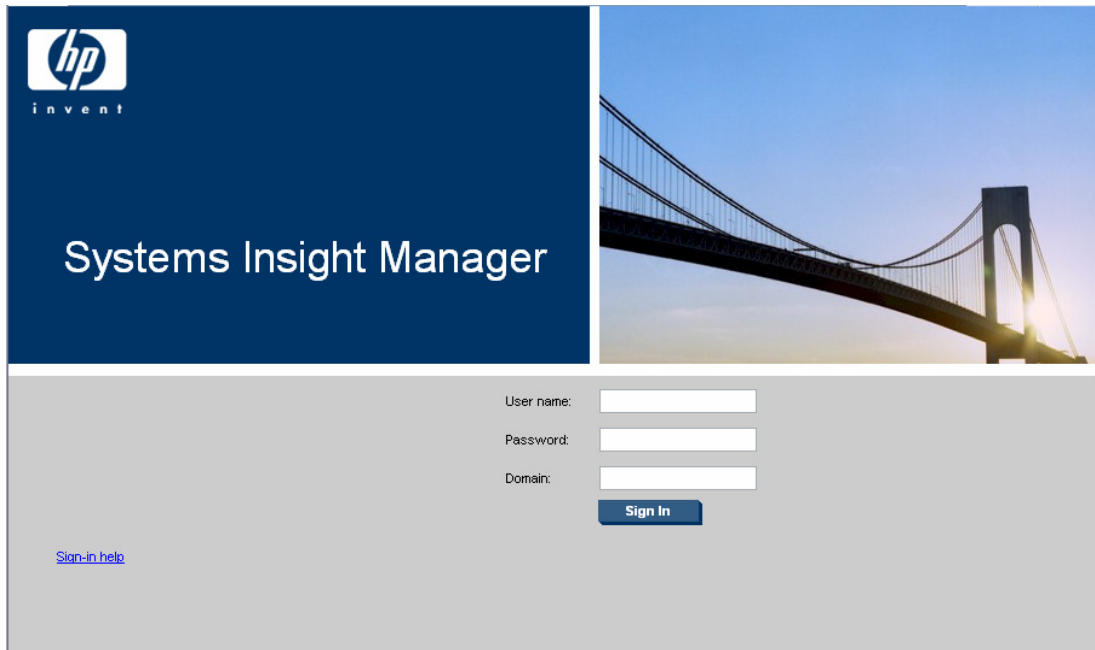 hp
invent
Systems Insight Manager
User name:
Password:
Domain:
Sign In
Sign-in help